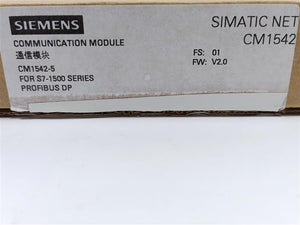 SIEMENS
SIMATIC NET
COMMUNICATION MODULE
CM1542
通信模块
FS: 01
CM1542-5
FW: V2.0
FOR S7-1500 SERIES
PROFIBUS DP